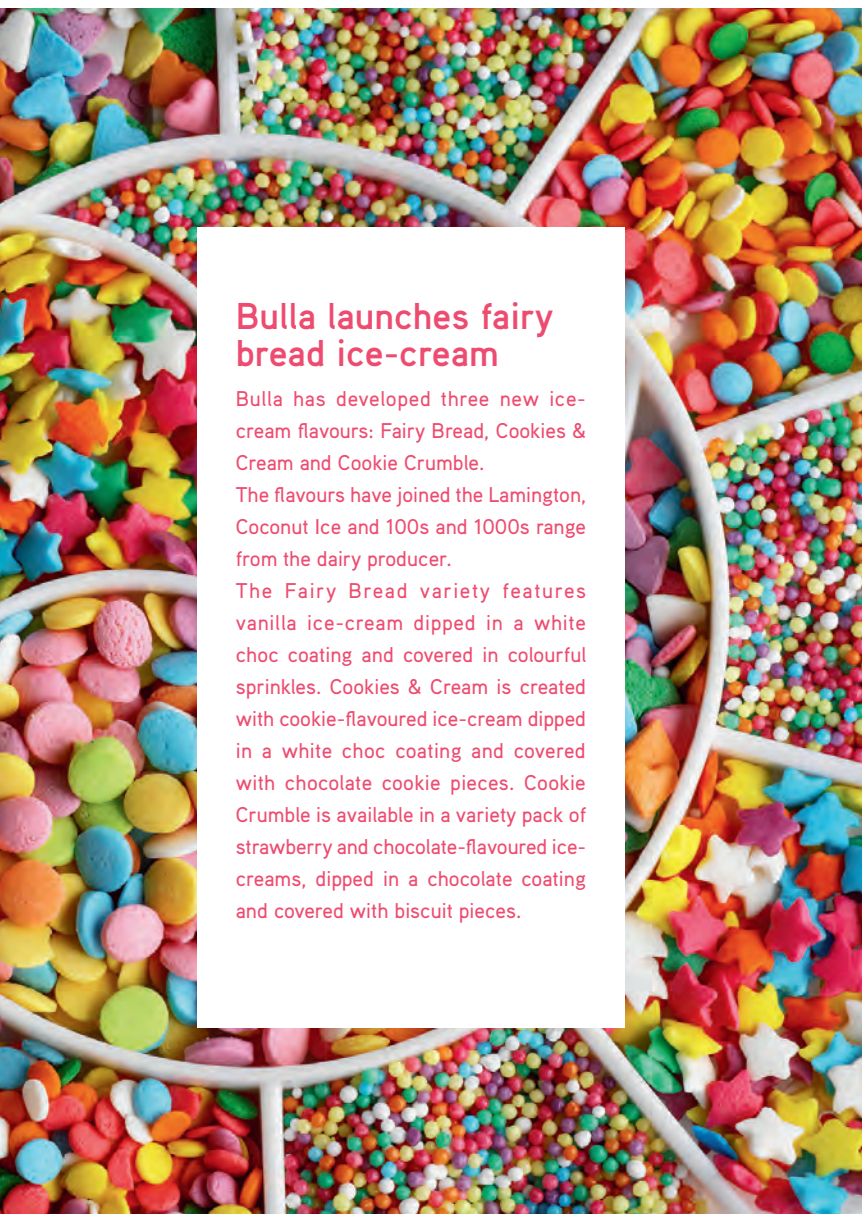 Bulla launches fairy
bread ice-cream
Bulla has developed three new ice-
cream flavours: Fairy Bread, Cookies &
Cream and Cookie Crumble.
The flavours have joined the Lamington,
Coconut Ice and 100s and 1000s range
from the dairy producer.
The Fairy Bread variety features
vanilla ice-cream dipped in a white
choc coating and covered in colourful
sprinkles. Cookies & Cream is created
with cookie-flavoured ice-cream dipped
in a white choc coating and covered
with chocolate cookie pieces. Cookie
Crumble is available in a variety pack of
strawberry and chocolate-flavoured ice-
creams, dipped in a chocolate coating
and covered with biscuit pieces.